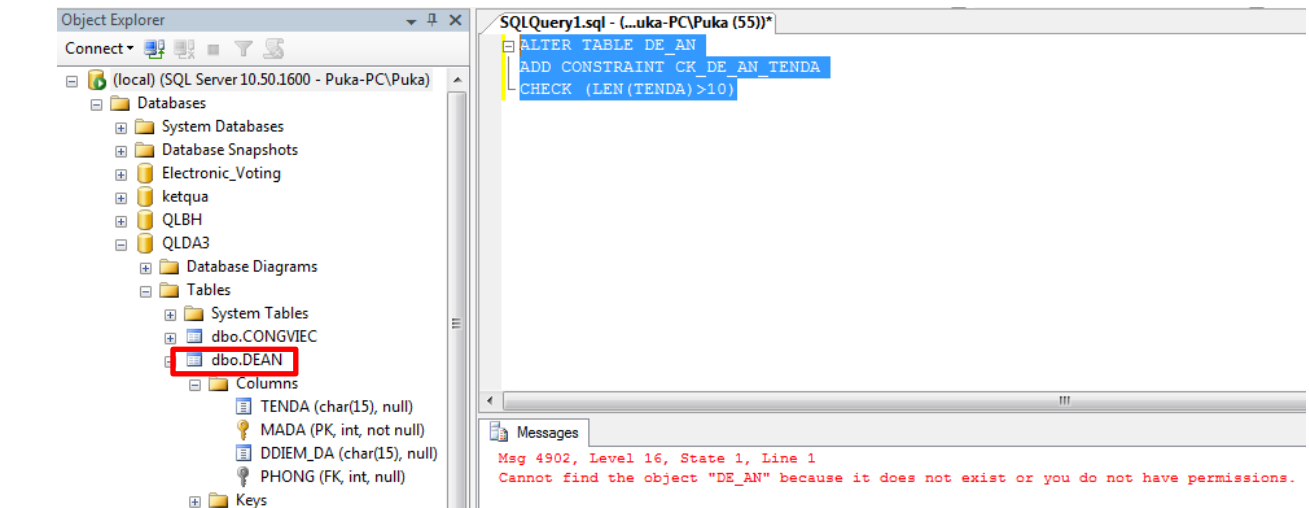 Object Explorer
Connect
(local) (SQL Server 10.50.1600 - Puka-PC\Puka)
Databases
System Databases
Database Snapshots
Electronic_Voting
ketqua
QLBH
QLDA3
Database Diagrams
Tables
System Tables
dbo.CONGVIEC
dbo.DEAN
Columns
TENDA (char(15), null)
MADA (PK, int, not null)
DDIEM_DA (char(15), null)
PHONG (FK, int, null)
Keys
SQLQuery1.sql - (...uka-PC\Puka (55))*
ALTER TABLE DE_AN
ADD CONSTRAINT CK_DE_AN_TENDA
CHECK (LEN(TENDA)>10)
Messages
Msg 4902, Level 16, State 1, Line 1
Cannot find the object "DE_AN" because it does not exist or you do not have permissions.